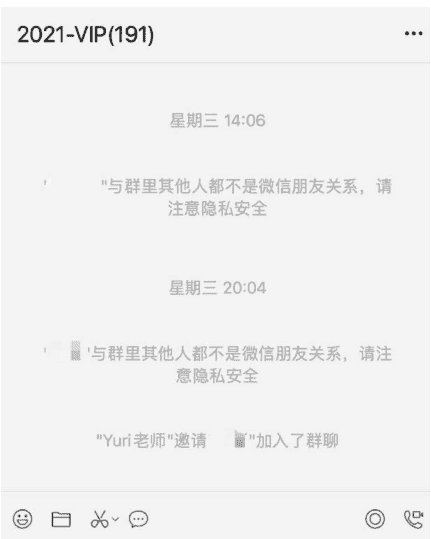 2021-VIP(191)
星期三 14:06
"与群里其他人都不是微信朋友关系，请
注意隐私安全
星期三 20:04
"与群里其他人都不是微信朋友关系，请注
意隐私安全
"Yuri老师"邀请 "加入了群聊